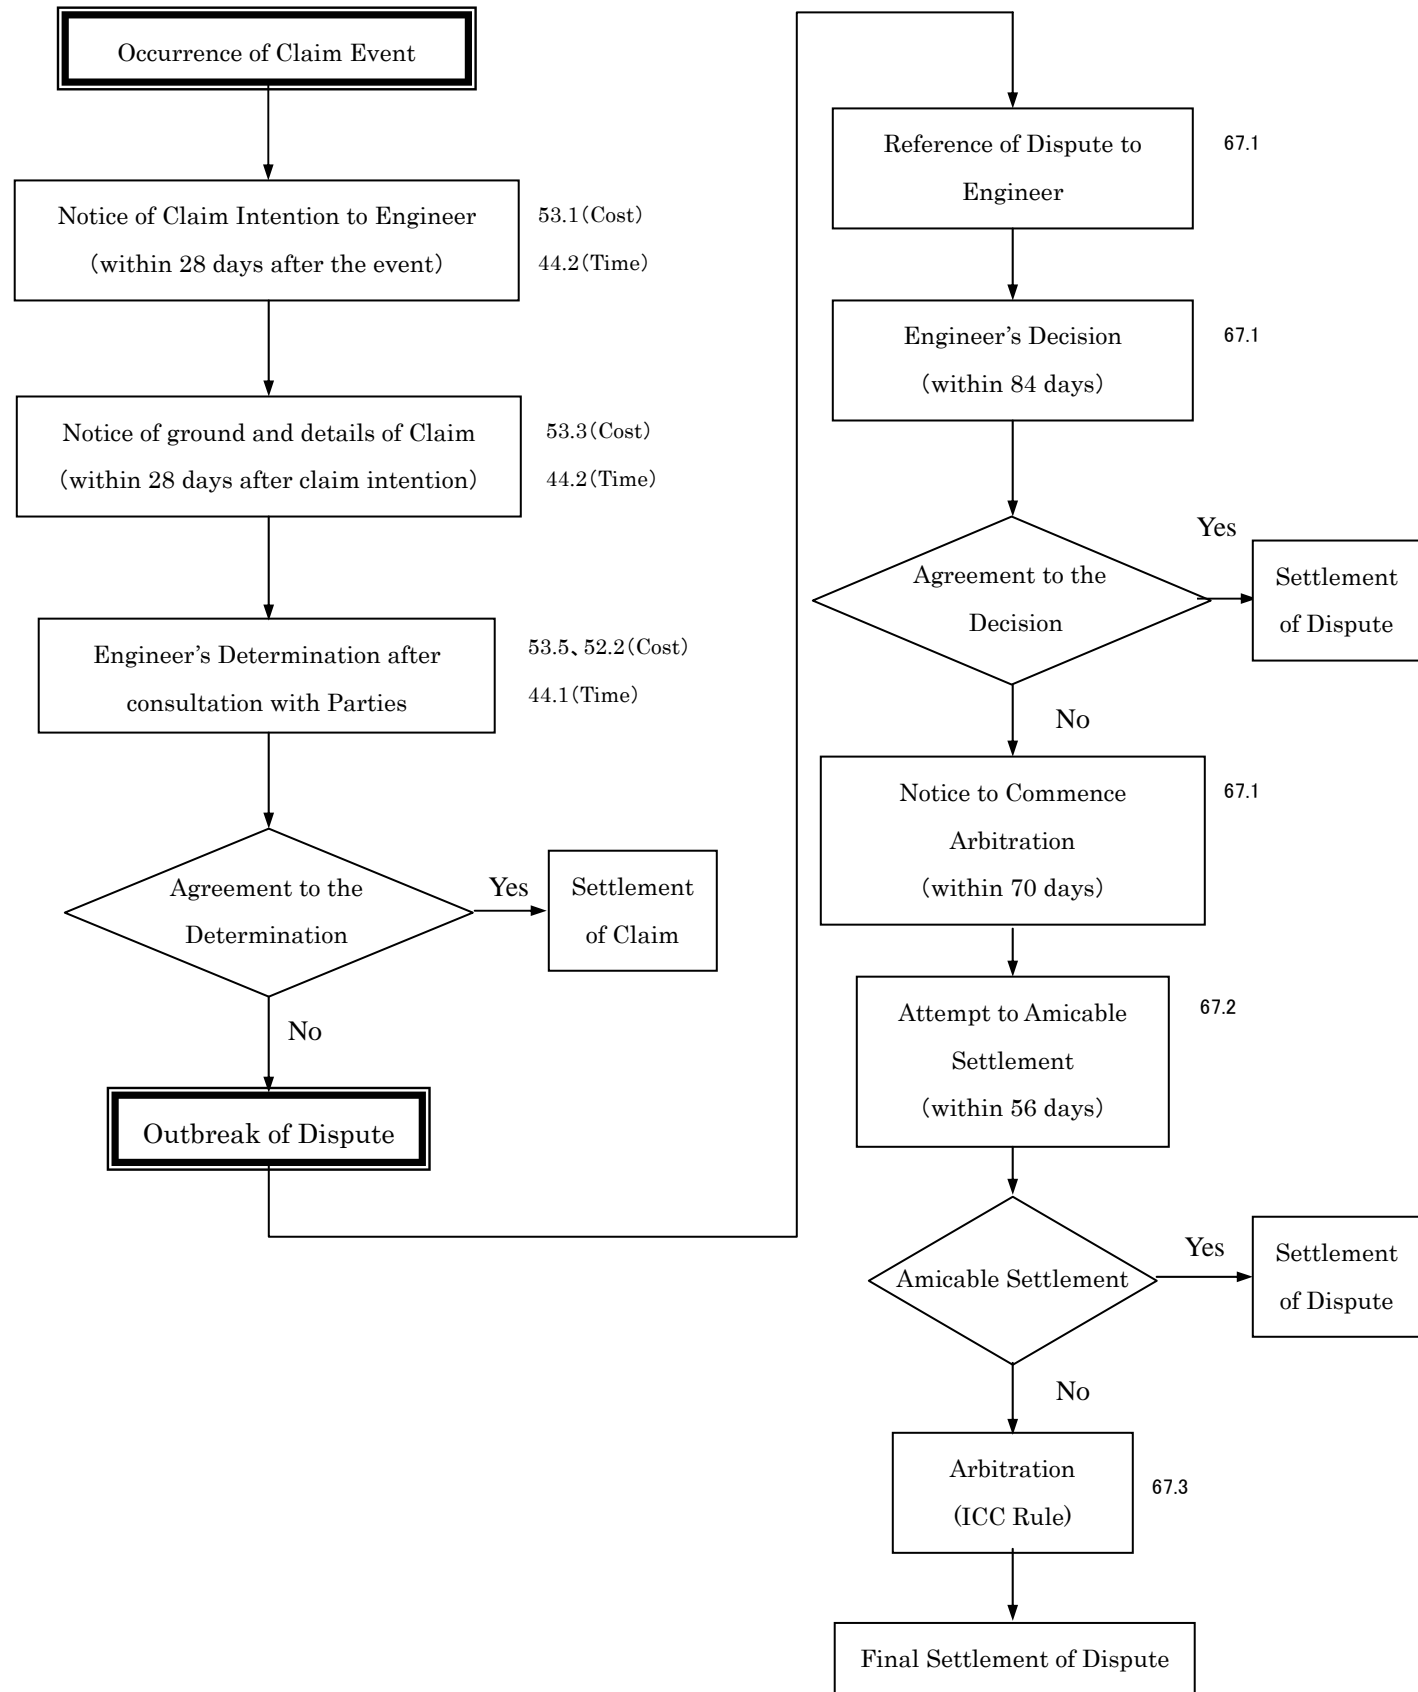 Occurrence of Claim Event
Notice of Claim Intention to Engineer
(within 28 days after the event)
53.1(Cost)
44.2(Time)
Notice of ground and details of Claim
(within 28 days after claim intention)
53.3(Cost)
44.2(Time)
Engineer’s Determination after
consultation with Parties
53.5、52.2(Cost)
44.1(Time)
Agreement to the
Determination
Yes
Settlement
of Claim
No
Outbreak of Dispute
Reference of Dispute to
Engineer
67.1
Engineer’s Decision
(within 84 days)
67.1
Agreement to the
Decision
Yes
Settlement
of Dispute
No
Notice to Commence
Arbitration
(within 70 days)
67.1
Attempt to Amicable
Settlement
(within 56 days)
67.2
Amicable Settlement
Yes
Settlement
of Dispute
No
Arbitration
(ICC Rule)
67.3
Final Settlement of Dispute